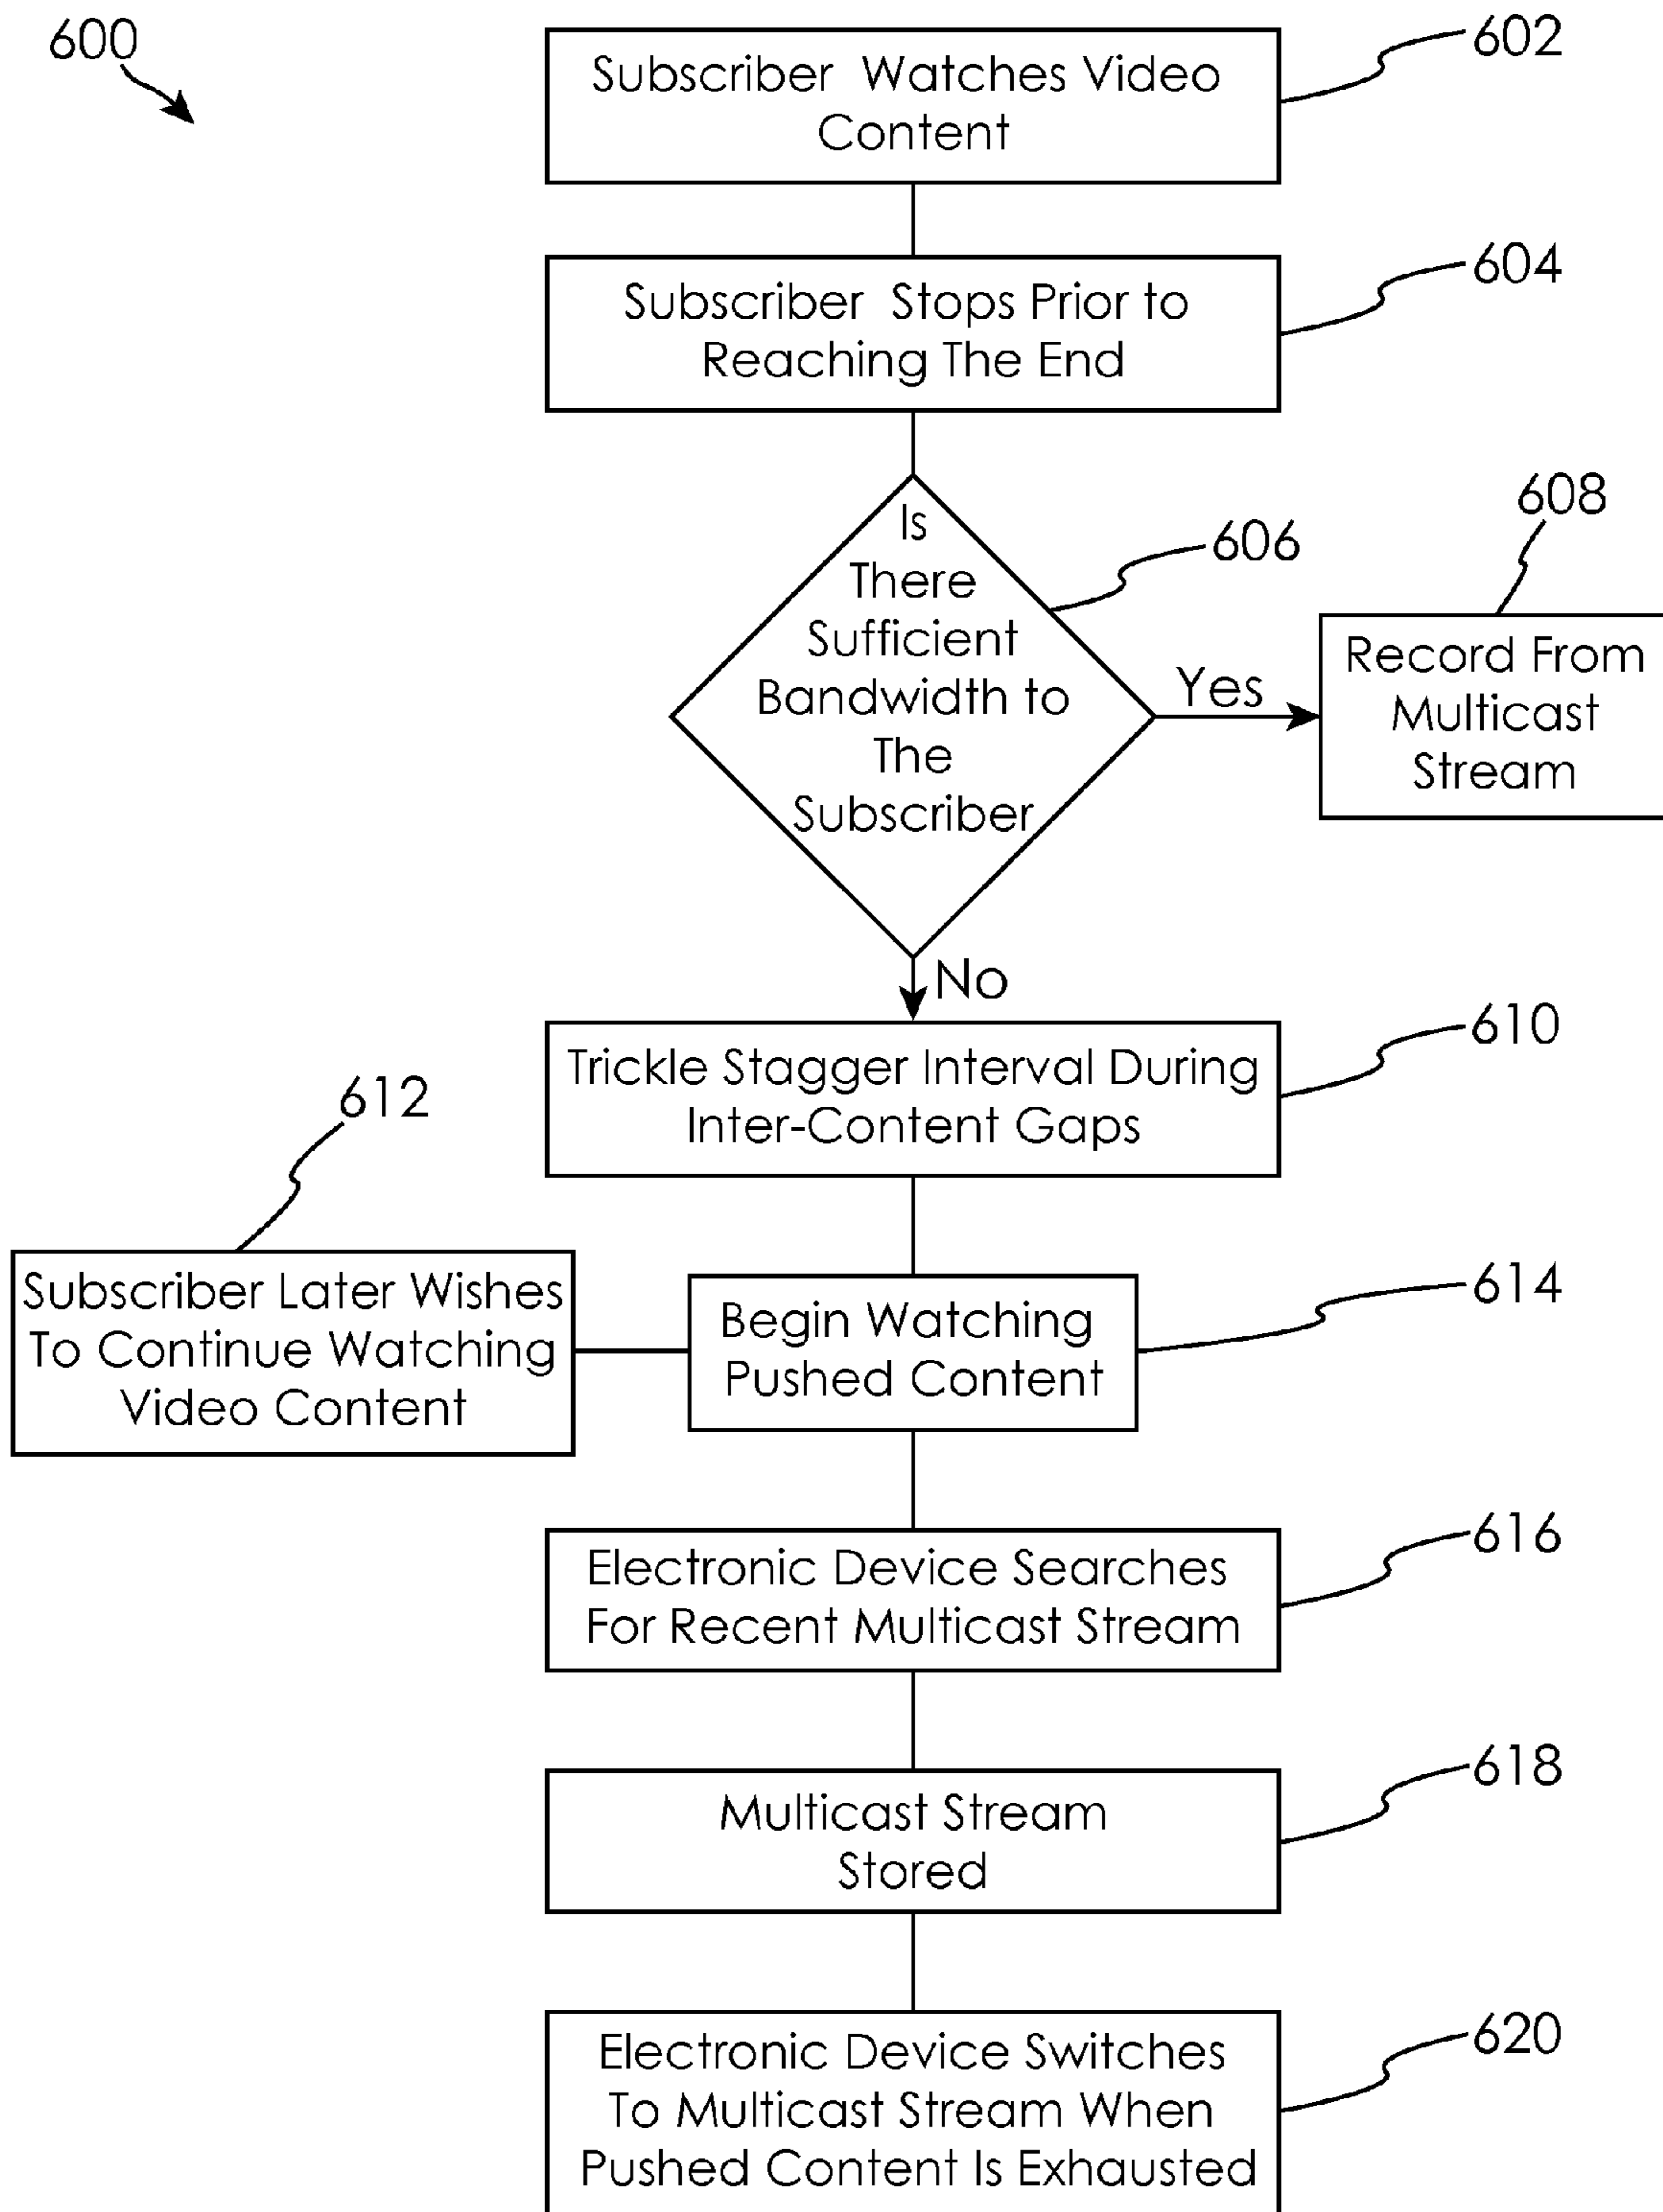 600
Subscriber Watches Video
Content
602
Subscriber Stops Prior to
Reaching The End
604
Is
There
Sufficient
Bandwidth to
The
Subscriber
606
Yes
608
Record From
Multicast
Stream
No
Trickle Stagger Interval During
Inter-Content Gaps
610
612
Subscriber Later Wishes
To Continue Watching
Video Content
Begin Watching
Pushed Content
614
Electronic Device Searches
For Recent Multicast Stream
616
Multicast Stream
Stored
618
Electronic Device Switches
To Multicast Stream When
Pushed Content Is Exhausted
620